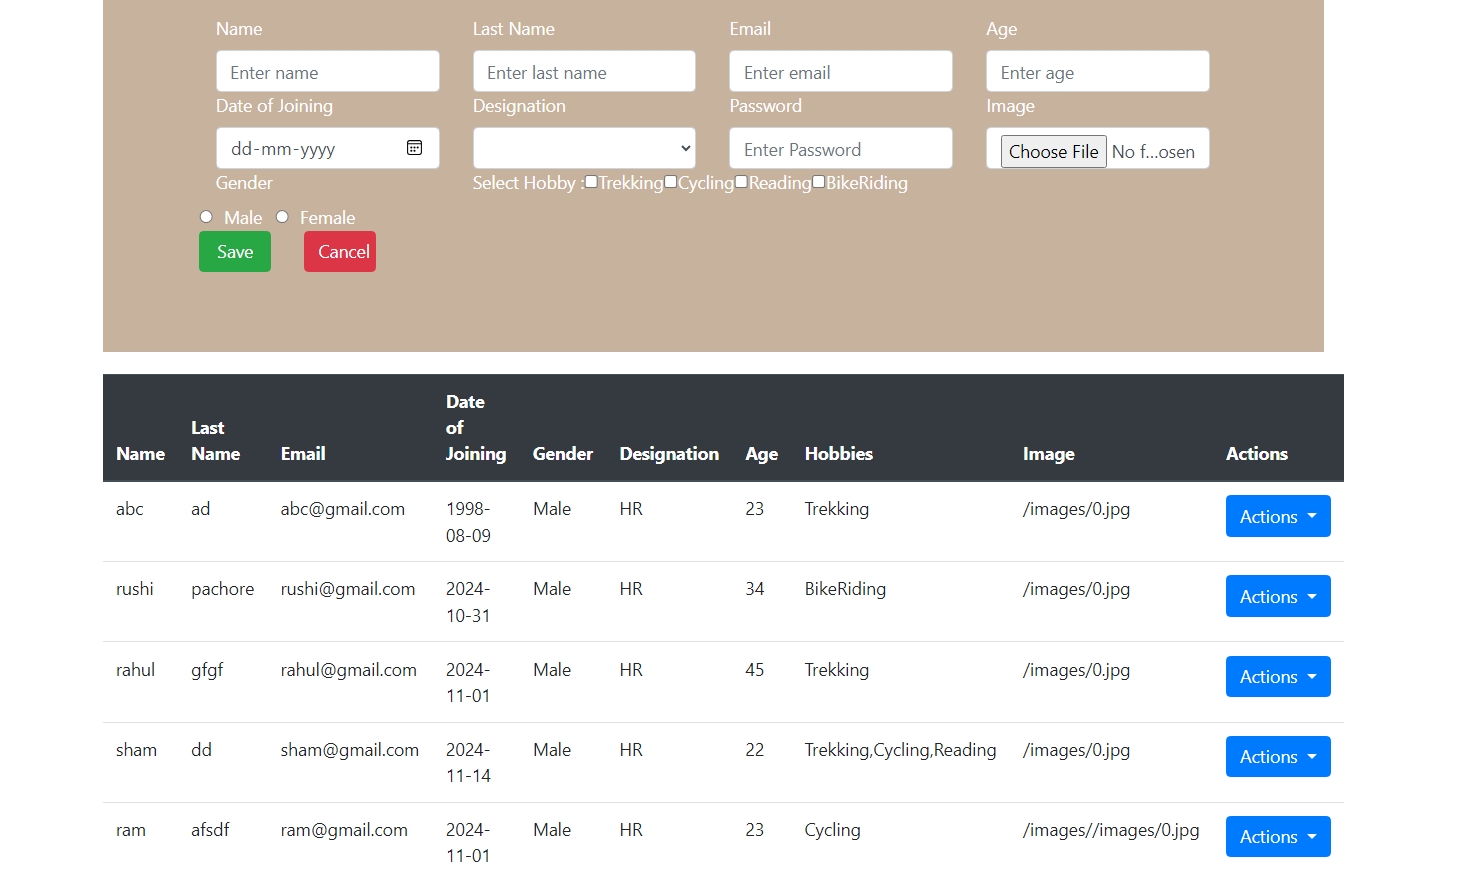 Name Last Name Email Age
Enter name Enter last name Enter email Enter age
Date of Joining Designation Password Image
dd-mm-yyyy Enter Password Choose File No f...osen
Gender Select Hobby :TrekkingCyclingReadingBikeRiding
Male Female
Save Cancel
Name Last Name Email Date of Joining Gender Designation Age Hobbies Image Actions
abc ad abc@gmail.com 1998-08-09 Male HR 23 Trekking /images/0.jpg Actions
rushi pachore rushi@gmail.com 2024-10-31 Male HR 34 BikeRiding /images/0.jpg Actions
rahul gfgf rahul@gmail.com 2024-11-01 Male HR 45 Trekking /images/0.jpg Actions
sham dd sham@gmail.com 2024-11-14 Male HR 22 Trekking,Cycling,Reading /images/0.jpg Actions
ram afsdf ram@gmail.com 2024-11-01 Male HR 23 Cycling /images//images/0.jpg Actions